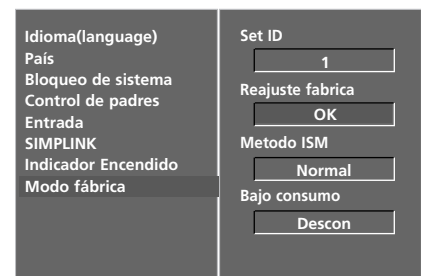 Idioma(language)
País
Bloqueo de sistema
Control de padres
Entrada
SIMPLINK
Indicador Encendido
Modo fábrica
Set ID
1
Reajuste fabrica
OK
Metodo ISM
Normal
Bajo consumo
Descon